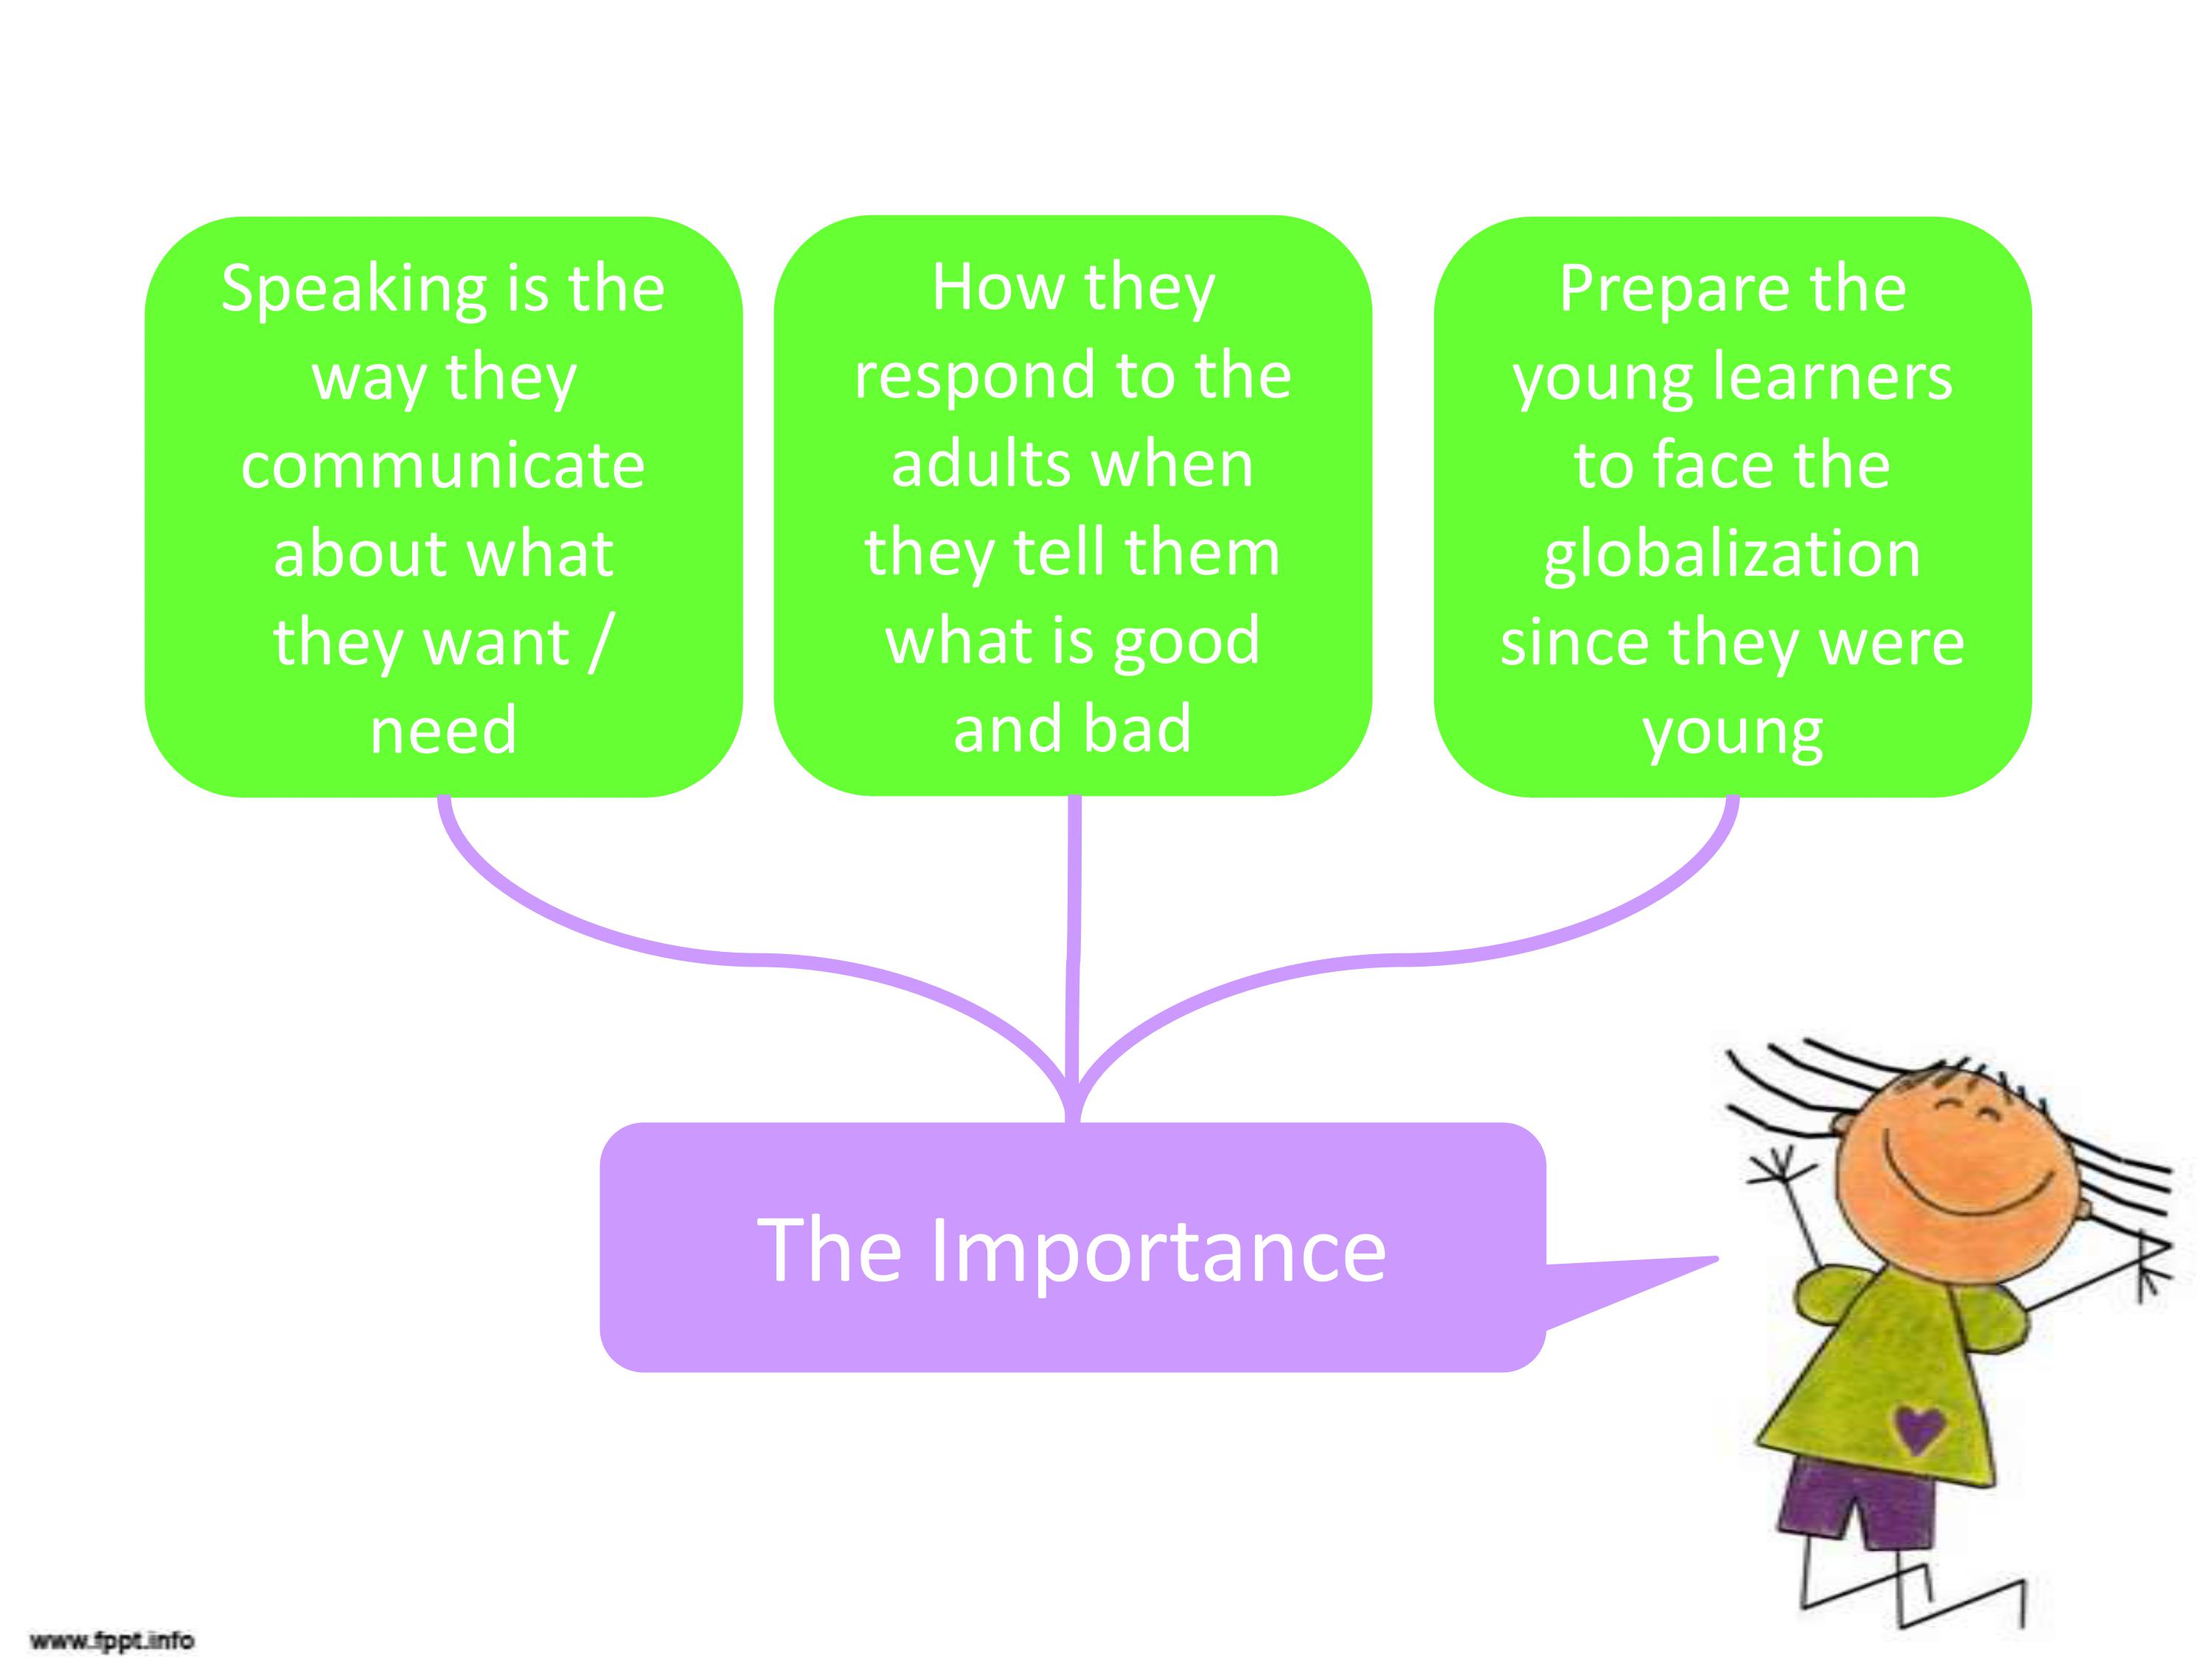 Speaking is the
way they
communicate
about what
they want /
need
How they
respond to the
adults when
they tell them
what is good
and bad
Prepare the
young learners
to face the
globalization
since they were
young
The Importance
www.fppt.info